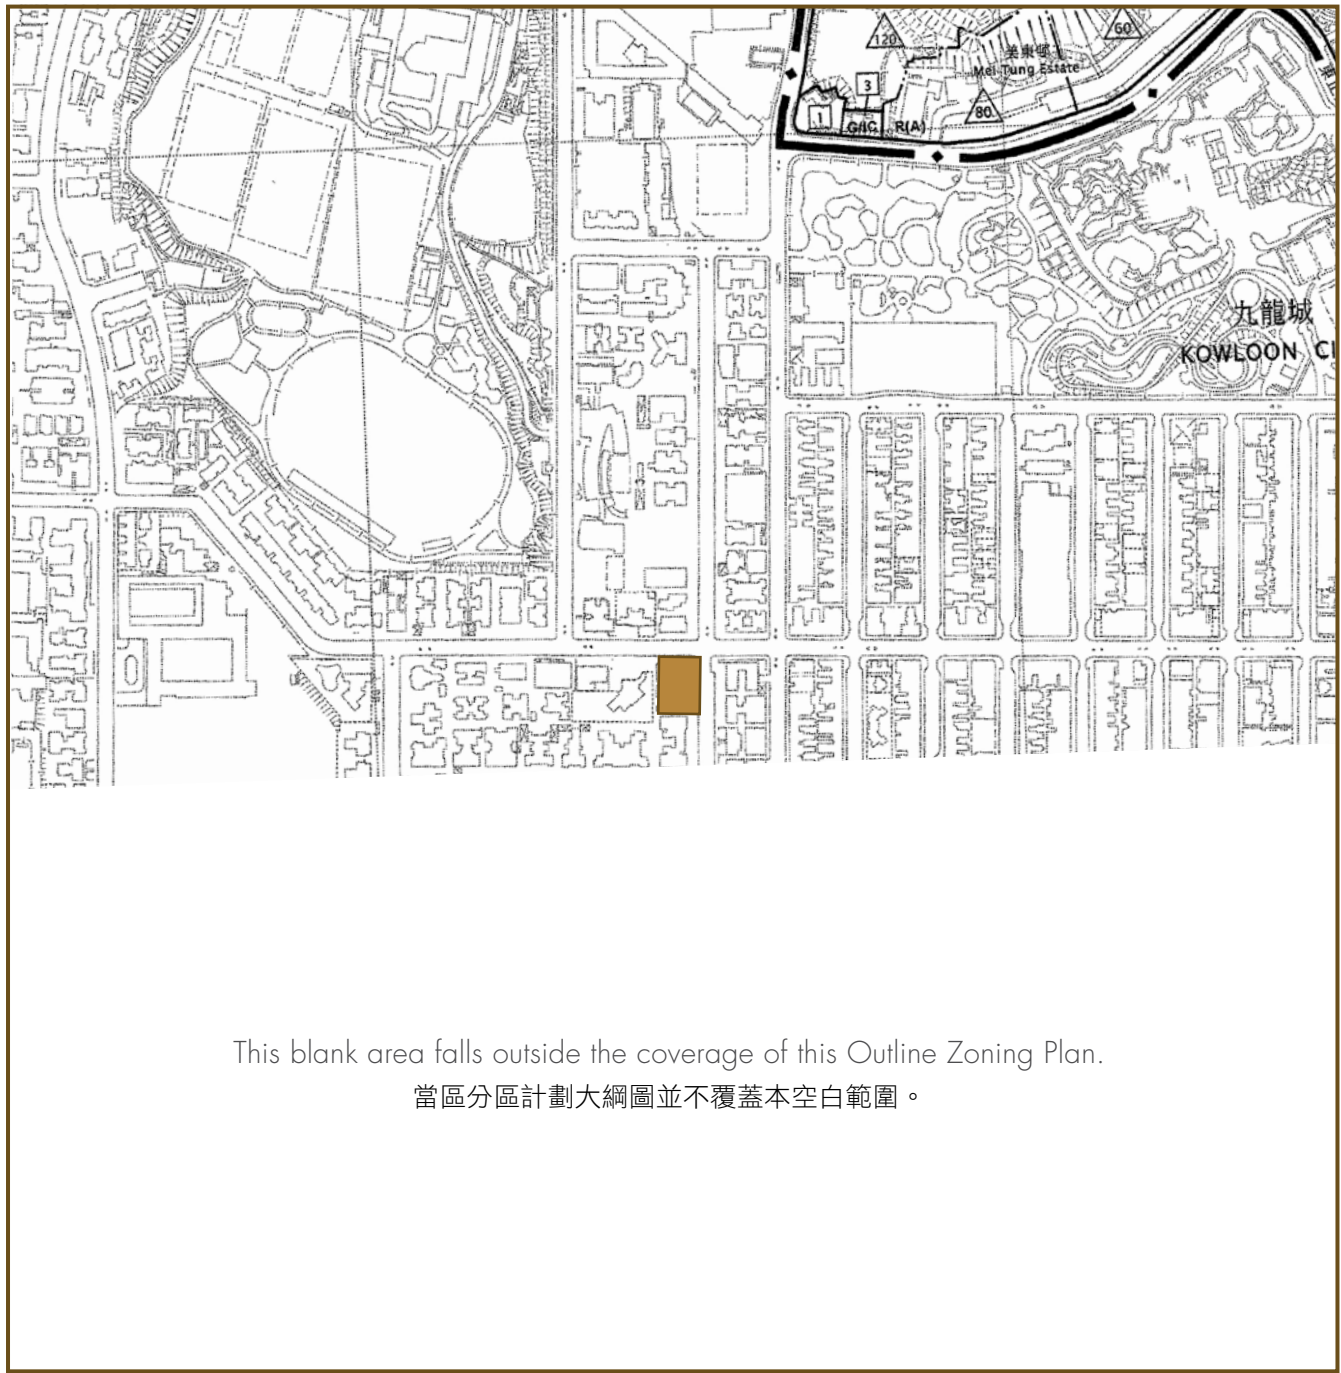 120
60
美東邨
Mei Tung Estate
3
1
80
G/IC
R(A)
九龍城
KOWLOON CI
This blank area falls outside the coverage of this Outline Zoning Plan.
當區分區計劃大綱圖並不覆蓋本空白範圍。